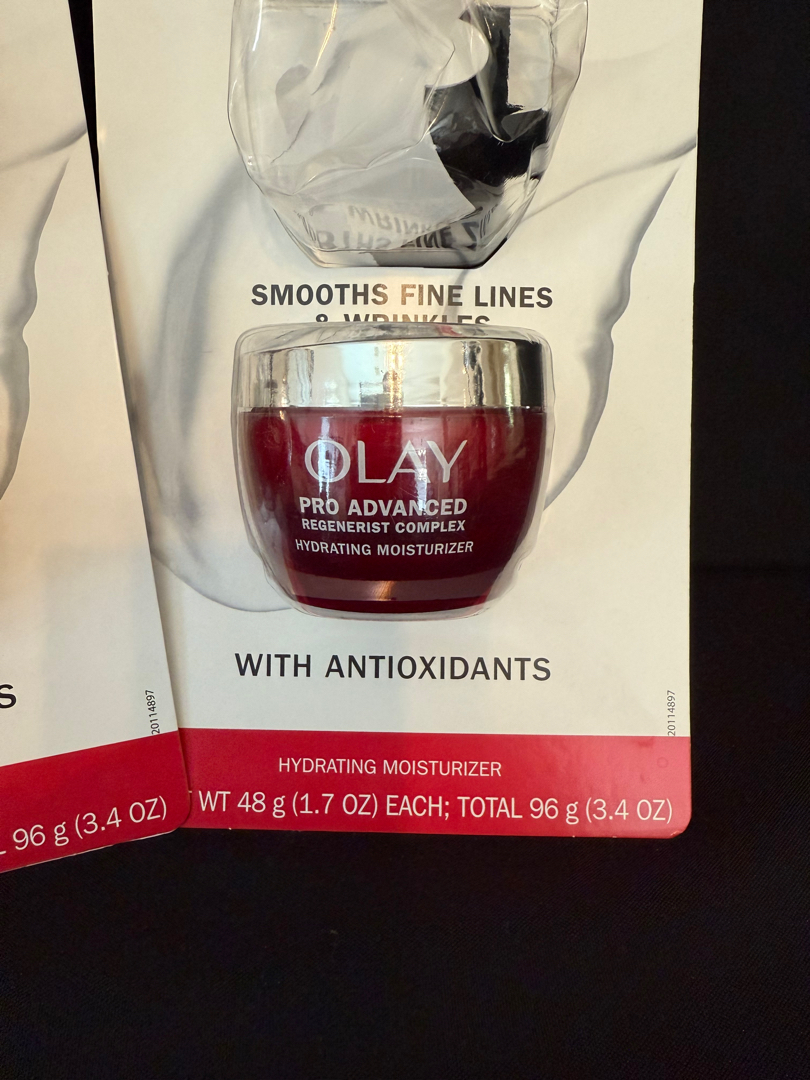 SMOOTHS FINE LINES
& WRINKLES
OLAY
PRO ADVANCED
REGENERIST COMPLEX
HYDRATING MOISTURIZER
WITH ANTIOXIDANTS
S
20114897
20114897
HYDRATING MOISTURIZER
WT 48 g (1.7 OZ) EACH; TOTAL 96 g (3.4 OZ)
L 96 g (3.4 OZ)